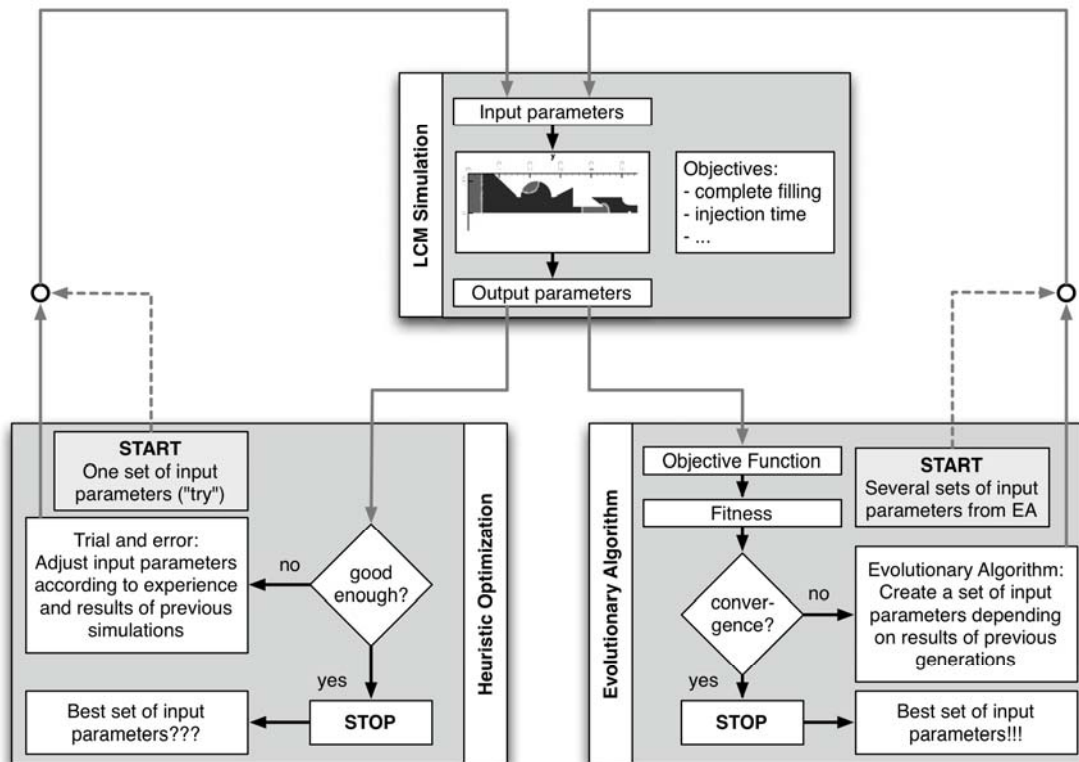 LCM Simulation
Input parameters
y
Output parameters
Objectives:
- complete filling
- injection time
- ...
Heuristic Optimization
START
One set of input
parameters ("try")
Trial and error:
Adjust input parameters
according to experience
and results of previous
simulations
no
good
enough?
yes
STOP
Best set of input
parameters???
Evolutionary Algorithm
Objective Function
Fitness
conver-
gence?
no
yes
STOP
START
Several sets of input
parameters from EA
Evolutionary Algorithm:
Create a set of input
parameters depending
on results of previous
generations
Best set of input
parameters!!!